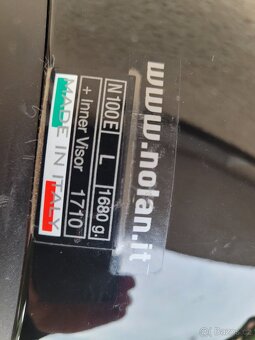 www.nolan.it
N100E L 1680 g.
+ Inner Visor 1710
MADE IN ITALY